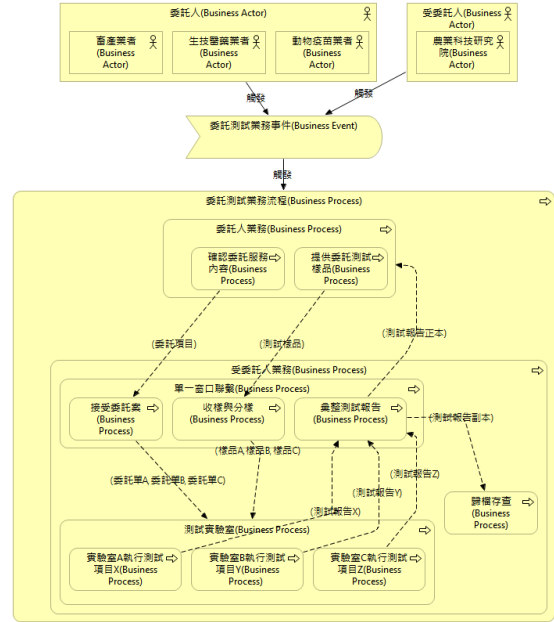 委託人(Business Actor)
畜產業者
(Business
Actor)
生技醫藥業者
(Business
Actor)
動物疫苗業者
(Business
Actor)
受委託人
(Business Actor)
農業科技研究
院(Business
Actor)
觸發
觸發
委託測試業務事件(Business Event)
觸發
委託測試業務流程(Business Process)
委託人業務(Business Process)
確認委託服務
內容(Business
Process)
提供委託測試
樣品(Business
Process)
(測試報告正本)
(委託項目)
(測試樣品)
受委託人業務(Business Process)
單一窗口聯繫(Business Process)
接受委託案
(Business
Process)
收樣與分樣
(Business Process)
彙整測試報告
(Business Process)
(測試報告副本)
(樣品A,樣品B,樣品C)
(委託單A,委託單B,委託單C)
(測試報告Z)
(測試報告Y)
(測試報告X)
歸檔存查
(Business
Process)
測試實驗室(Business Process)
實驗室A執行測試
項目X(Business
Process)
實驗室B執行測試
項目Y(Business
Process)
實驗室C執行測試
項目Z(Business
Process)